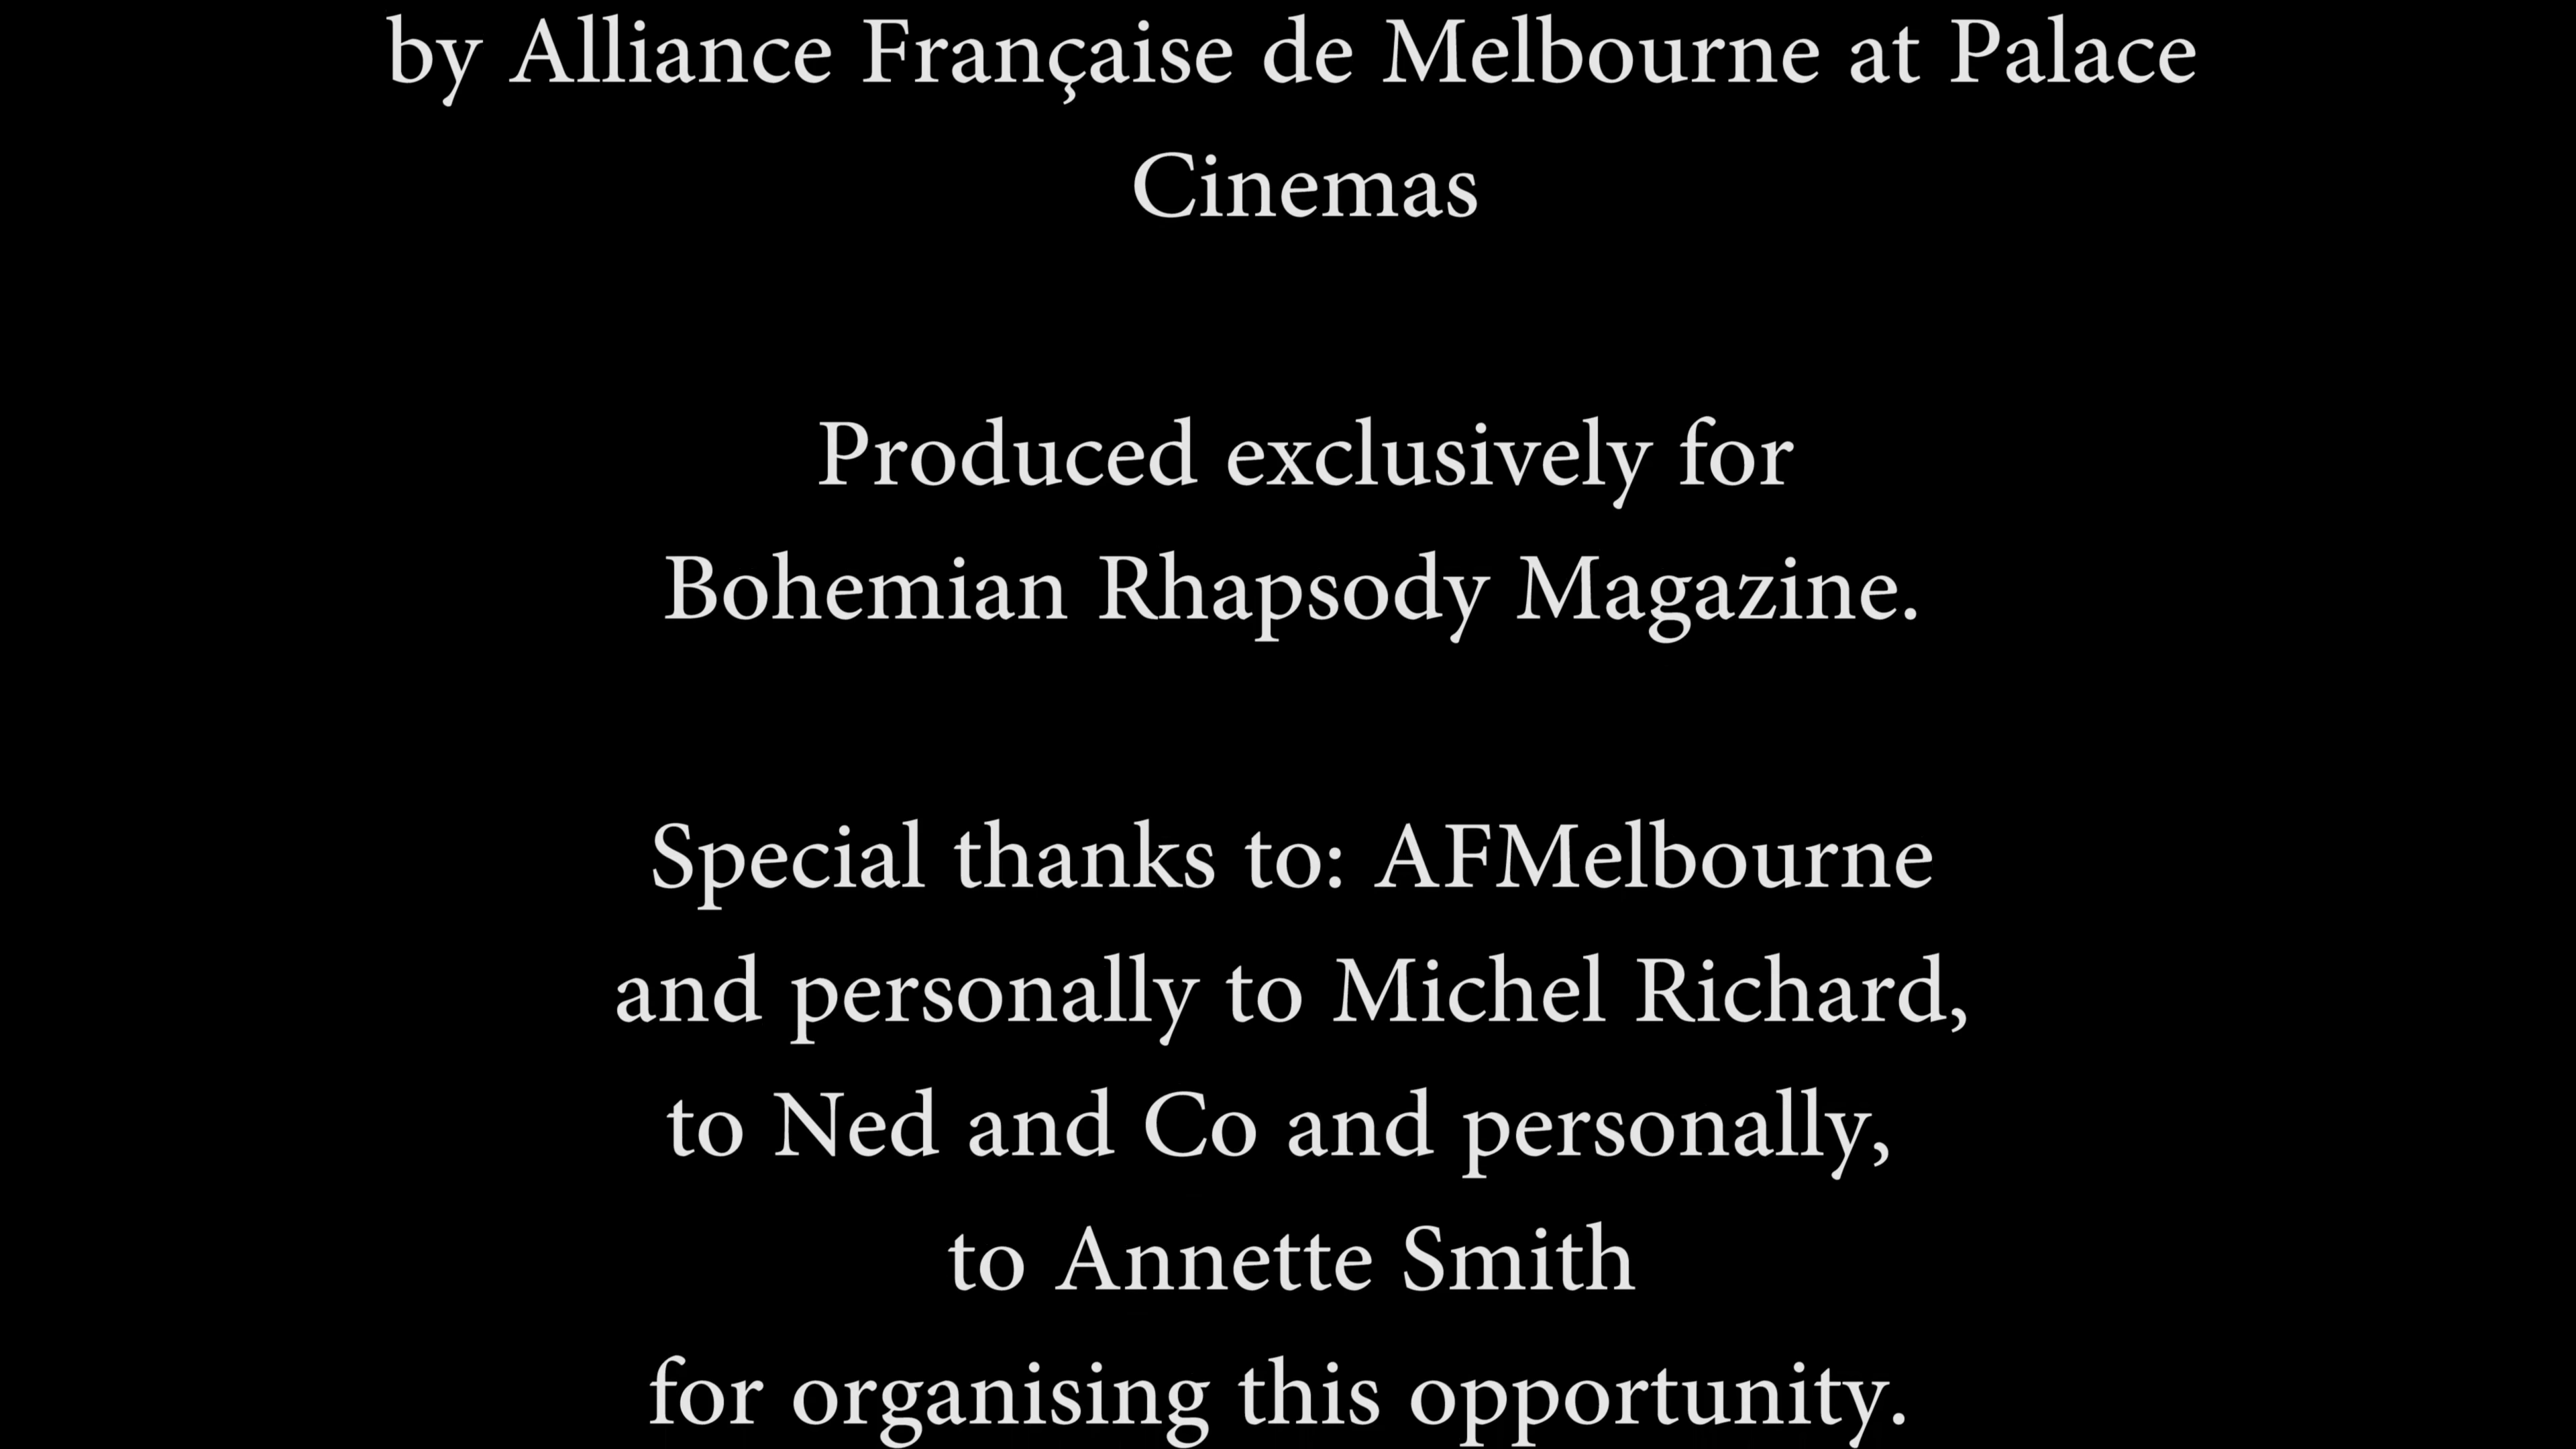 by Alliance Française de Melbourne at Palace
Cinemas
Produced exclusively for
Bohemian Rhapsody Magazine.
Special thanks to: AFMelbourne
and personally to Michel Richard,
to Ned and Co and personally,
to Annette Smith
for organising this opportunity.